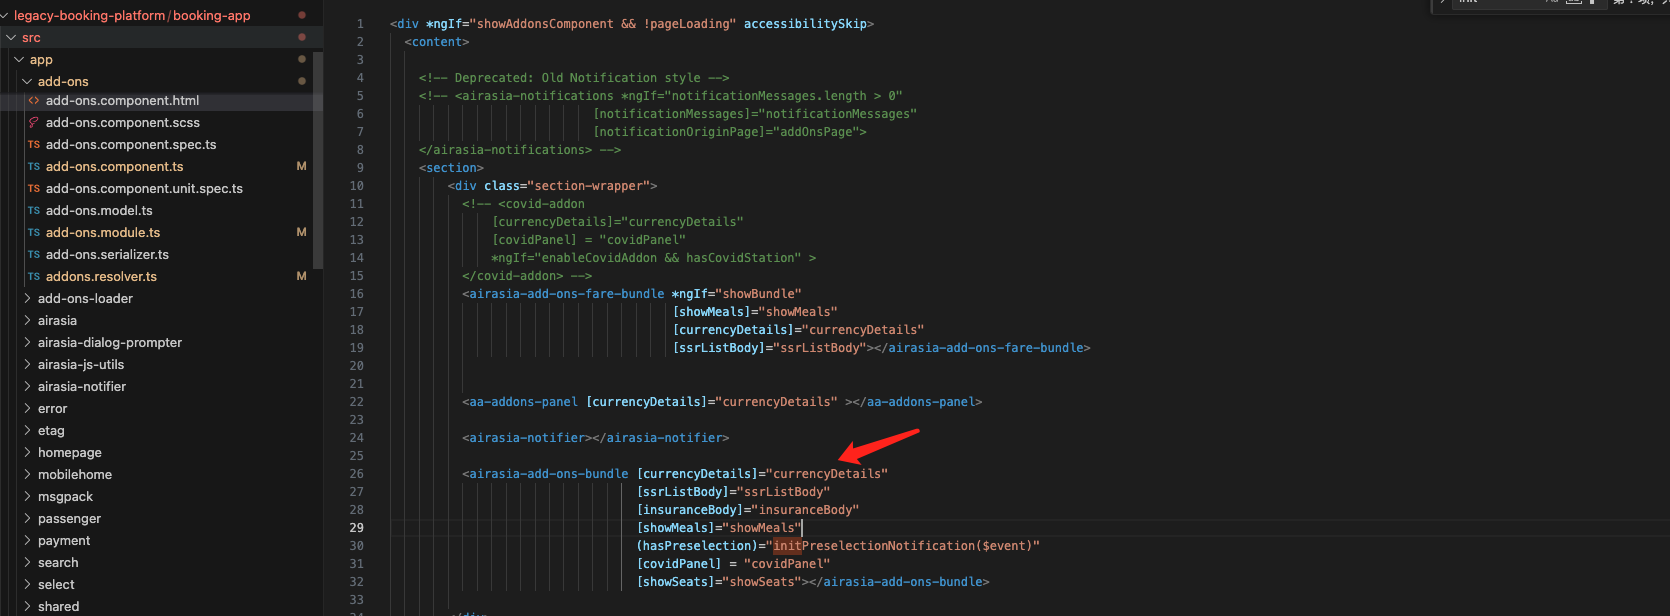 legacy-booking-platform/booking-app
src
app
add-ons
add-ons.component.html
add-ons.component.scss
TS add-ons.component.spec.ts
TS add-ons.component.ts M
TS add-ons.component.unit.spec.ts
TS add-ons.model.ts
TS add-ons.module.ts M
TS add-ons.serializer.ts
TS addons.resolver.ts M
add-ons-loader
airasia
airasia-dialog-prompter
airasia-js-utils
airasia-notifier
error
etag
homepage
mobilehome
msgpack
passenger
payment
search
select
shared
1 <div *ngIf="showAddonsComponent && !pageLoading" accessibilitySkip>
2 <content>
3
4 <!-- Deprecated: Old Notification style -->
5 <!-- <airasia-notifications *ngIf="notificationMessages.length > 0"
6 [notificationMessages]="notificationMessages"
7 [notificationOriginPage]="addOnsPage">
8 </airasia-notifications> -->
9 <section>
10 <div class="section-wrapper">
11 <!-- <covid-addon
12 [currencyDetails]="currencyDetails"
13 [covidPanel] = "covidPanel"
14 *ngIf="enableCovidAddon && hasCovidStation" >
15 </covid-addon> -->
16 <airasia-add-ons-fare-bundle *ngIf="showBundle"
17 [showMeals]="showMeals"
18 [currencyDetails]="currencyDetails"
19 [ssrListBody]="ssrListBody"></airasia-add-ons-fare-bundle>
20
21
22 <aa-addons-panel [currencyDetails]="currencyDetails" ></aa-addons-panel>
23
24 <airasia-notifier></airasia-notifier>
25
26 <airasia-add-ons-bundle [currencyDetails]="currencyDetails"
27 [ssrListBody]="ssrListBody"
28 [insuranceBody]="insuranceBody"
29 [showMeals]="showMeals"
30 (hasPreselection)="initPreselectionNotification($event)"
31 [covidPanel] = "covidPanel"
32 [showSeats]="showSeats"></airasia-add-ons-bundle>
33